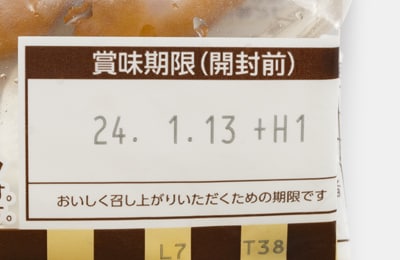 賞味期限(開封前)
24. 1.13 +H1
おいしく召し上がりいただくための期限です
す。
L7 T38